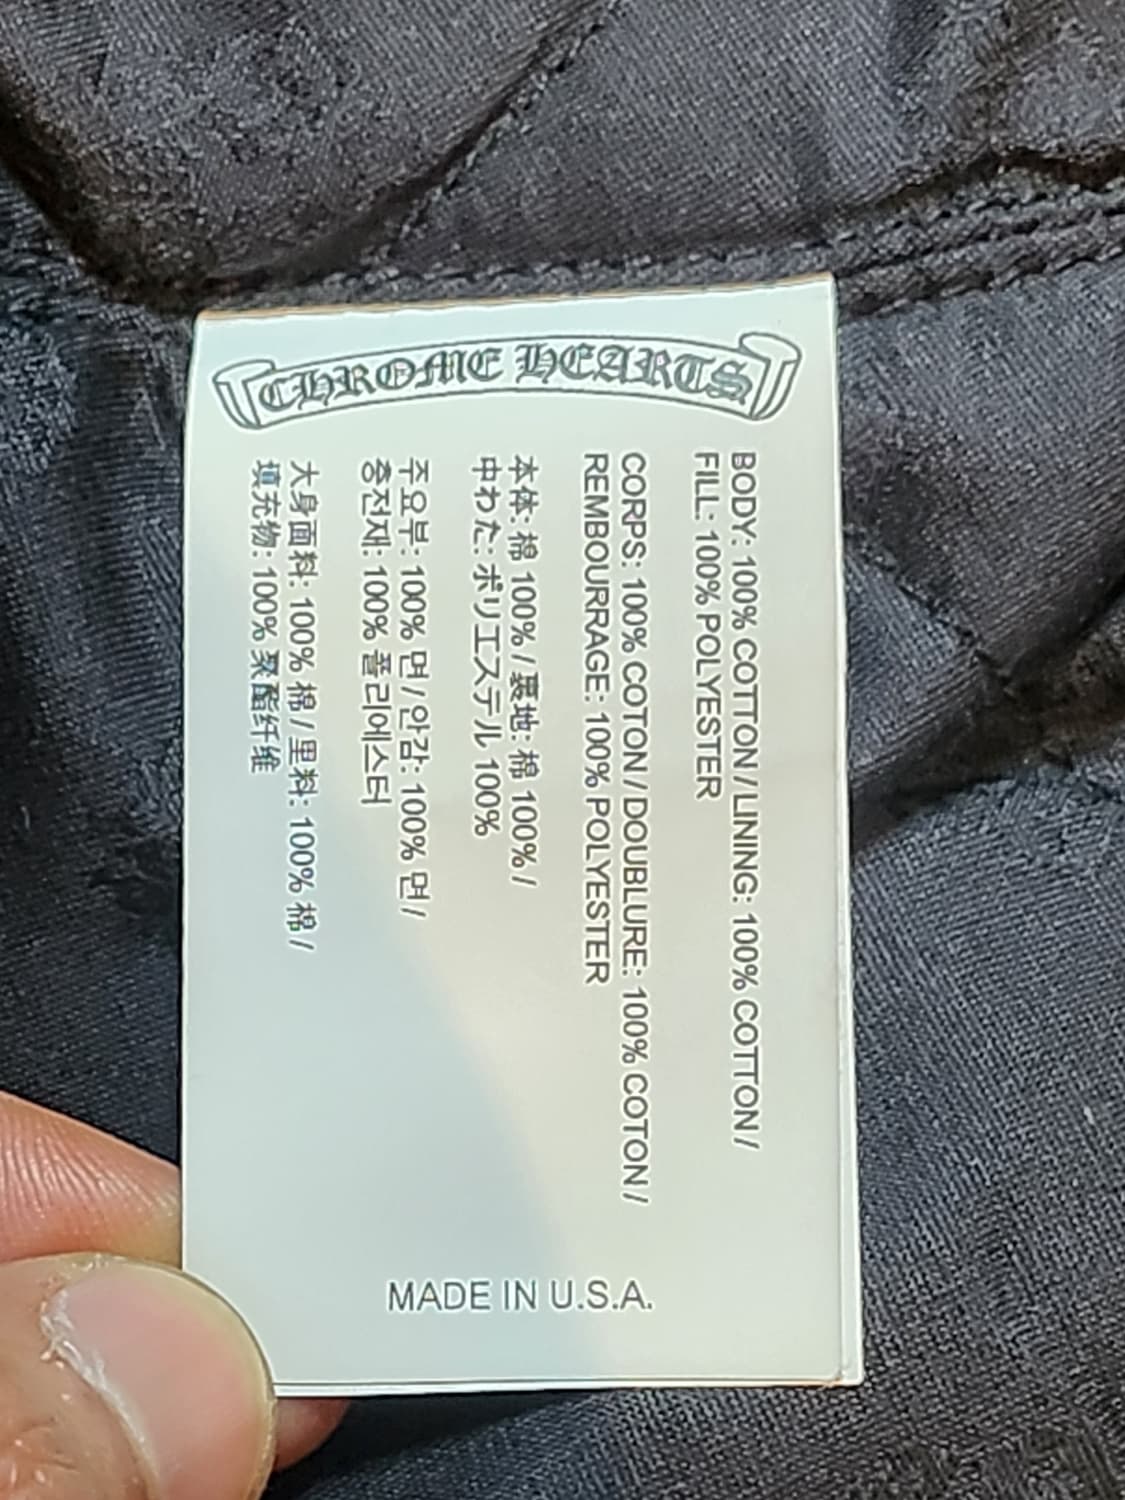 CHROME HEARTS
BODY: 100% COTTON / LINING: 100% COTTON /
FILL: 100% POLYESTER
CORPS: 100% COTON / DOUBLURE: 100% COTON /
REMBOURRAGE: 100% POLYESTER
本体: 棉 100% / 裏地: 棉 100% /
中わた: ポリエステル 100%
주요부: 100% 면 / 안감: 100% 면 /
충전재: 100% 폴리에스터
大身面料: 100% 棉 / 里料: 100% 棉 /
填充物: 100% 聚酯纤维
MADE IN U.S.A.